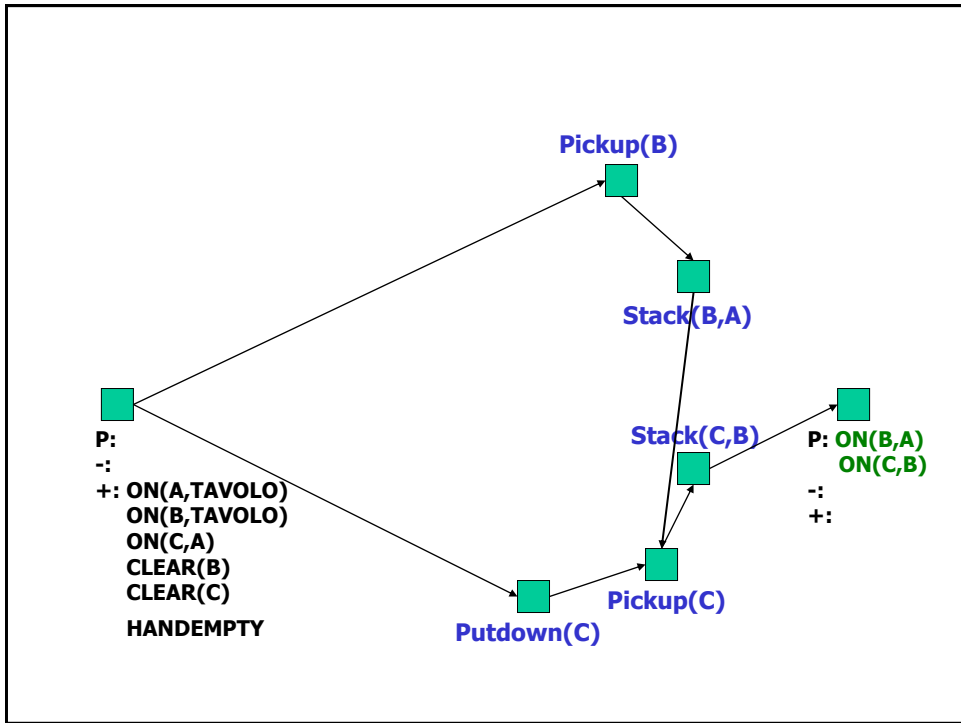 Pickup(B)
Stack(B,A)
Stack(C,B)
P:
-:
+: ON(A,TAVOLO)
ON(B,TAVOLO)
ON(C,A)
CLEAR(B)
CLEAR(C)
HANDEMPTY
P: ON(B,A)
ON(C,B)
-:
+:
Pickup(C)
Putdown(C)